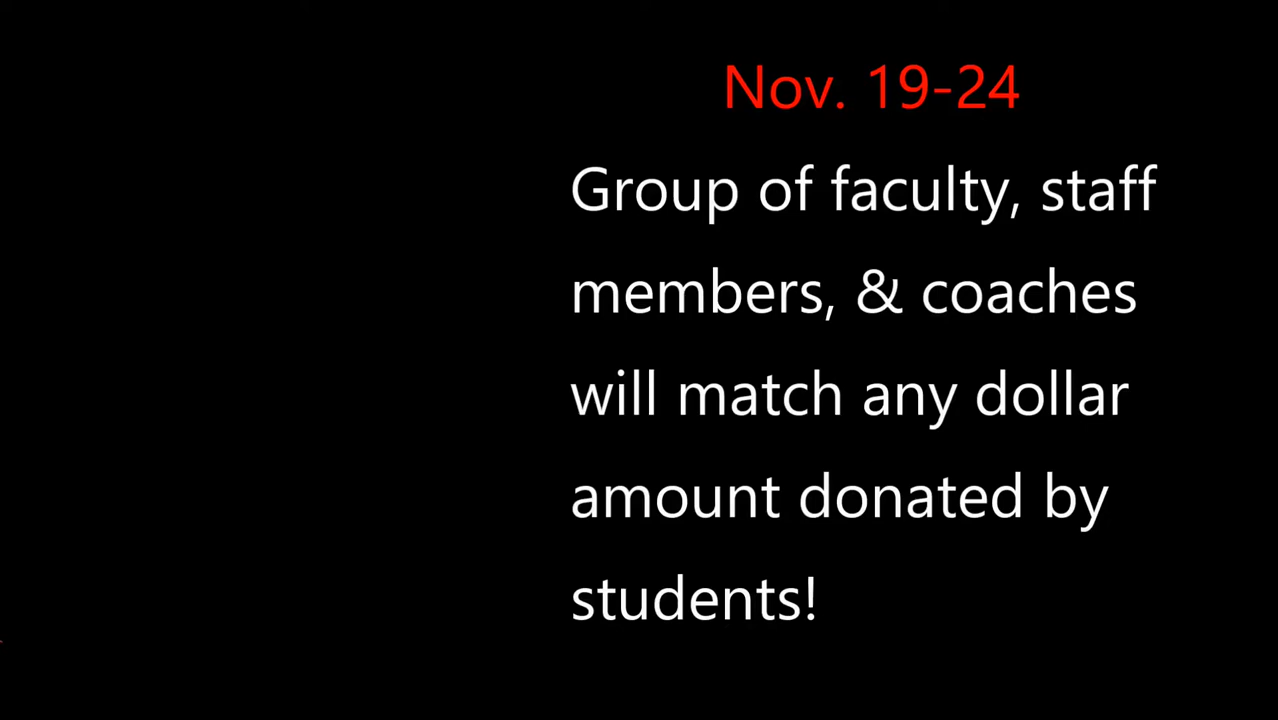 Nov. 19-24
Group of faculty, staff
members, & coaches
will match any dollar
amount donated by
students!